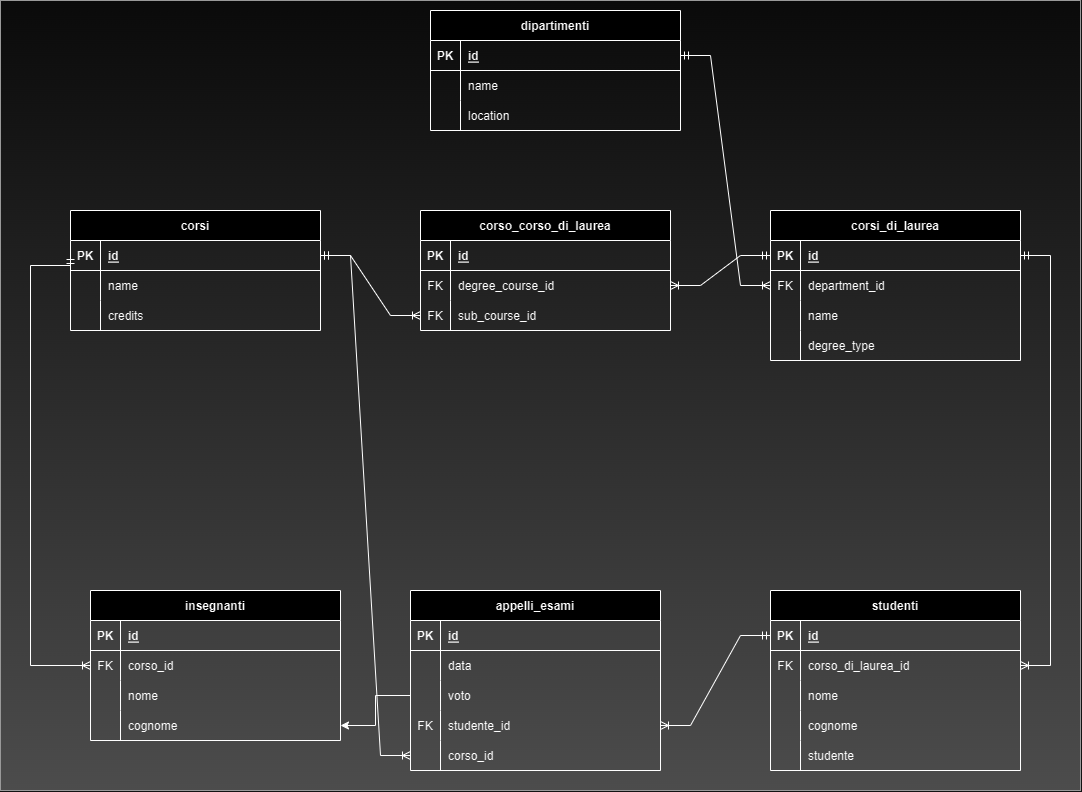 dipartimenti
PK id
name
location
corsi
PK id
name
credits
corso_corso_di_laurea
PK id
FK degree_course_id
FK sub_course_id
corsi_di_laurea
PK id
FK department_id
name
degree_type
insegnanti
PK id
FK corso_id
nome
cognome
appelli_esami
PK id
data
voto
FK studente_id
corso_id
studenti
PK id
FK corso_di_laurea_id
nome
cognome
studente